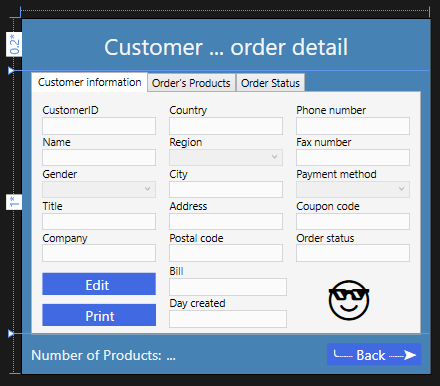 Customer ... order detail
0.2*
Customer information Order's Products Order Status
CustomerID Country Phone number
Name Region Fax number
Gender City Payment method
1*
Title Address Coupon code
Company Postal code Order status
Bill
Edit
Day created
Print
Number of Products: ... Back